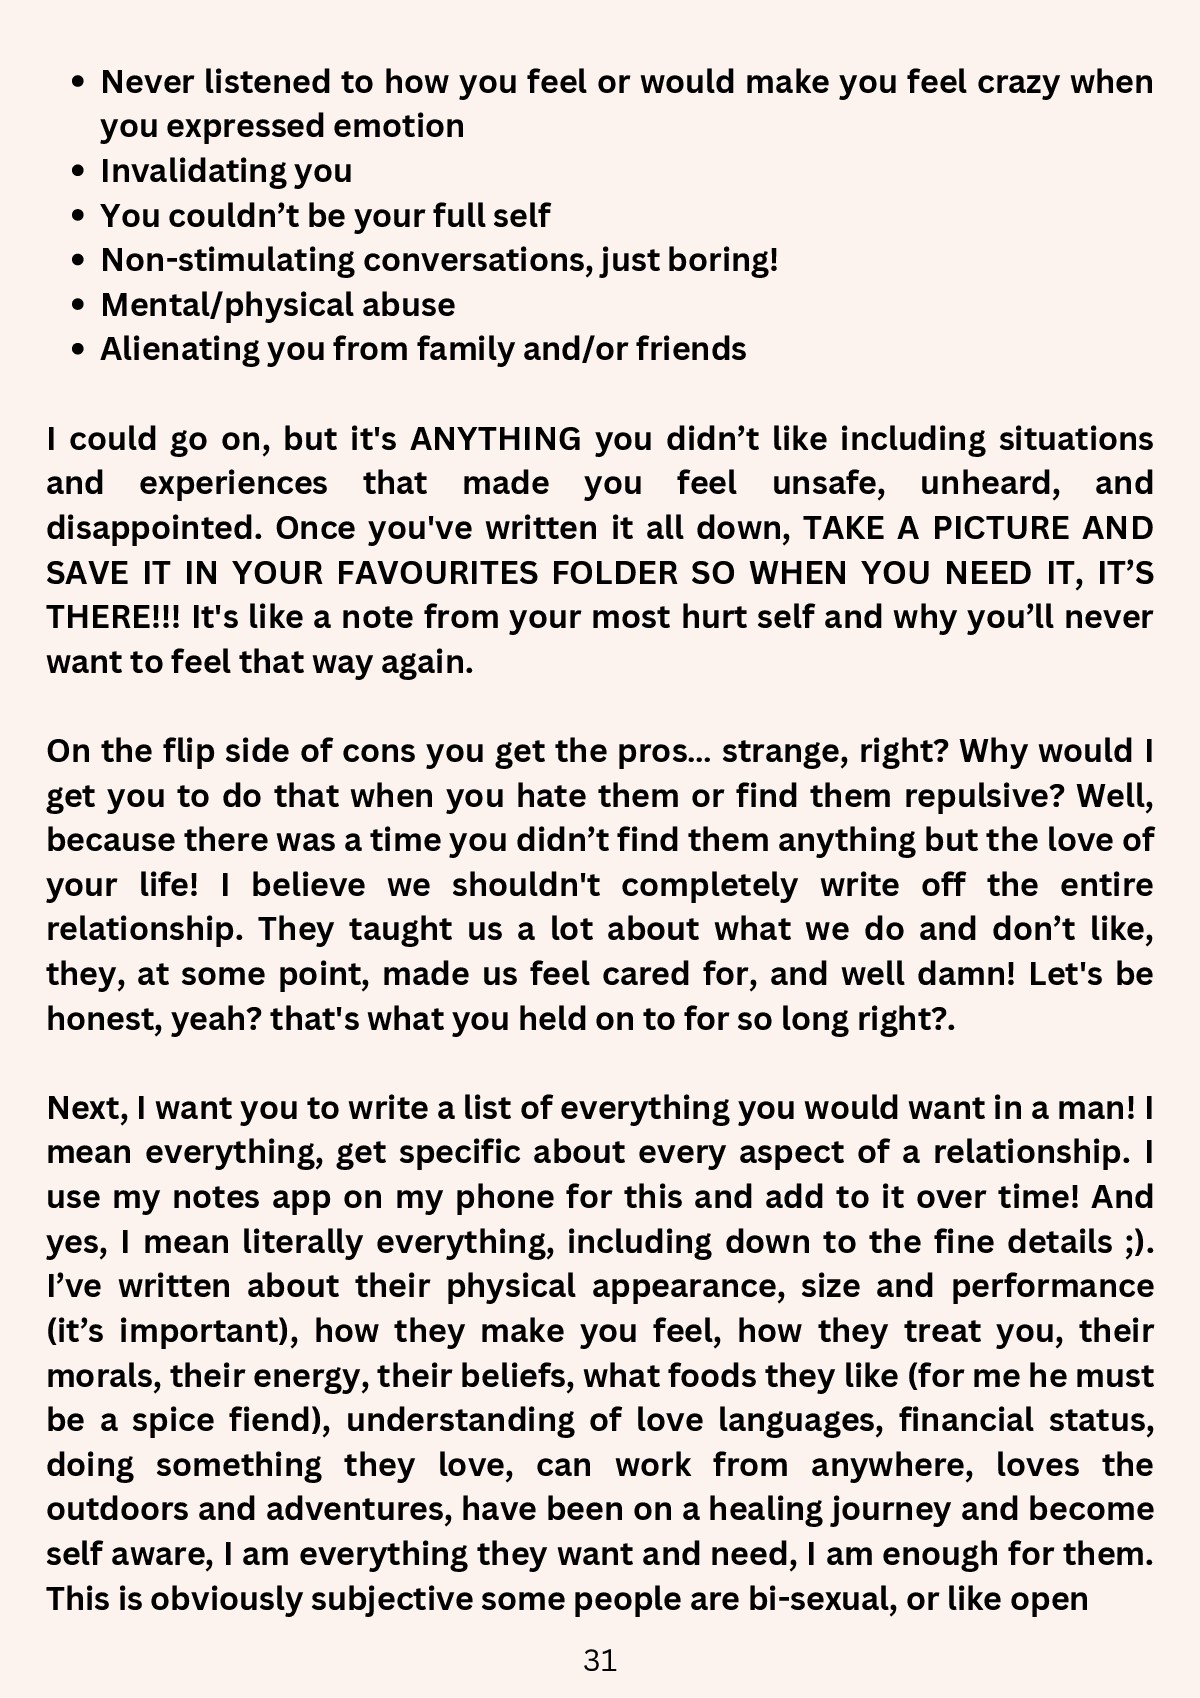 • Never listened to how you feel or would make you feel crazy when
you expressed emotion
• Invalidating you
• You couldn’t be your full self
• Non-stimulating conversations, just boring!
• Mental/physical abuse
• Alienating you from family and/or friends
I could go on, but it's ANYTHING you didn’t like including situations
and experiences that made you feel unsafe, unheard, and
disappointed. Once you've written it all down, TAKE A PICTURE AND
SAVE IT IN YOUR FAVOURITES FOLDER SO WHEN YOU NEED IT, IT’S
THERE!!! It's like a note from your most hurt self and why you’ll never
want to feel that way again.
On the flip side of cons you get the pros... strange, right? Why would I
get you to do that when you hate them or find them repulsive? Well,
because there was a time you didn’t find them anything but the love of
your life! I believe we shouldn't completely write off the entire
relationship. They taught us a lot about what we do and don’t like,
they, at some point, made us feel cared for, and well damn! Let's be
honest, yeah? that's what you held on to for so long right?.
Next, I want you to write a list of everything you would want in a man! I
mean everything, get specific about every aspect of a relationship. I
use my notes app on my phone for this and add to it over time! And
yes, I mean literally everything, including down to the fine details ;).
I’ve written about their physical appearance, size and performance
(it’s important), how they make you feel, how they treat you, their
morals, their energy, their beliefs, what foods they like (for me he must
be a spice fiend), understanding of love languages, financial status,
doing something they love, can work from anywhere, loves the
outdoors and adventures, have been on a healing journey and become
self aware, I am everything they want and need, I am enough for them.
This is obviously subjective some people are bi-sexual, or like open
31